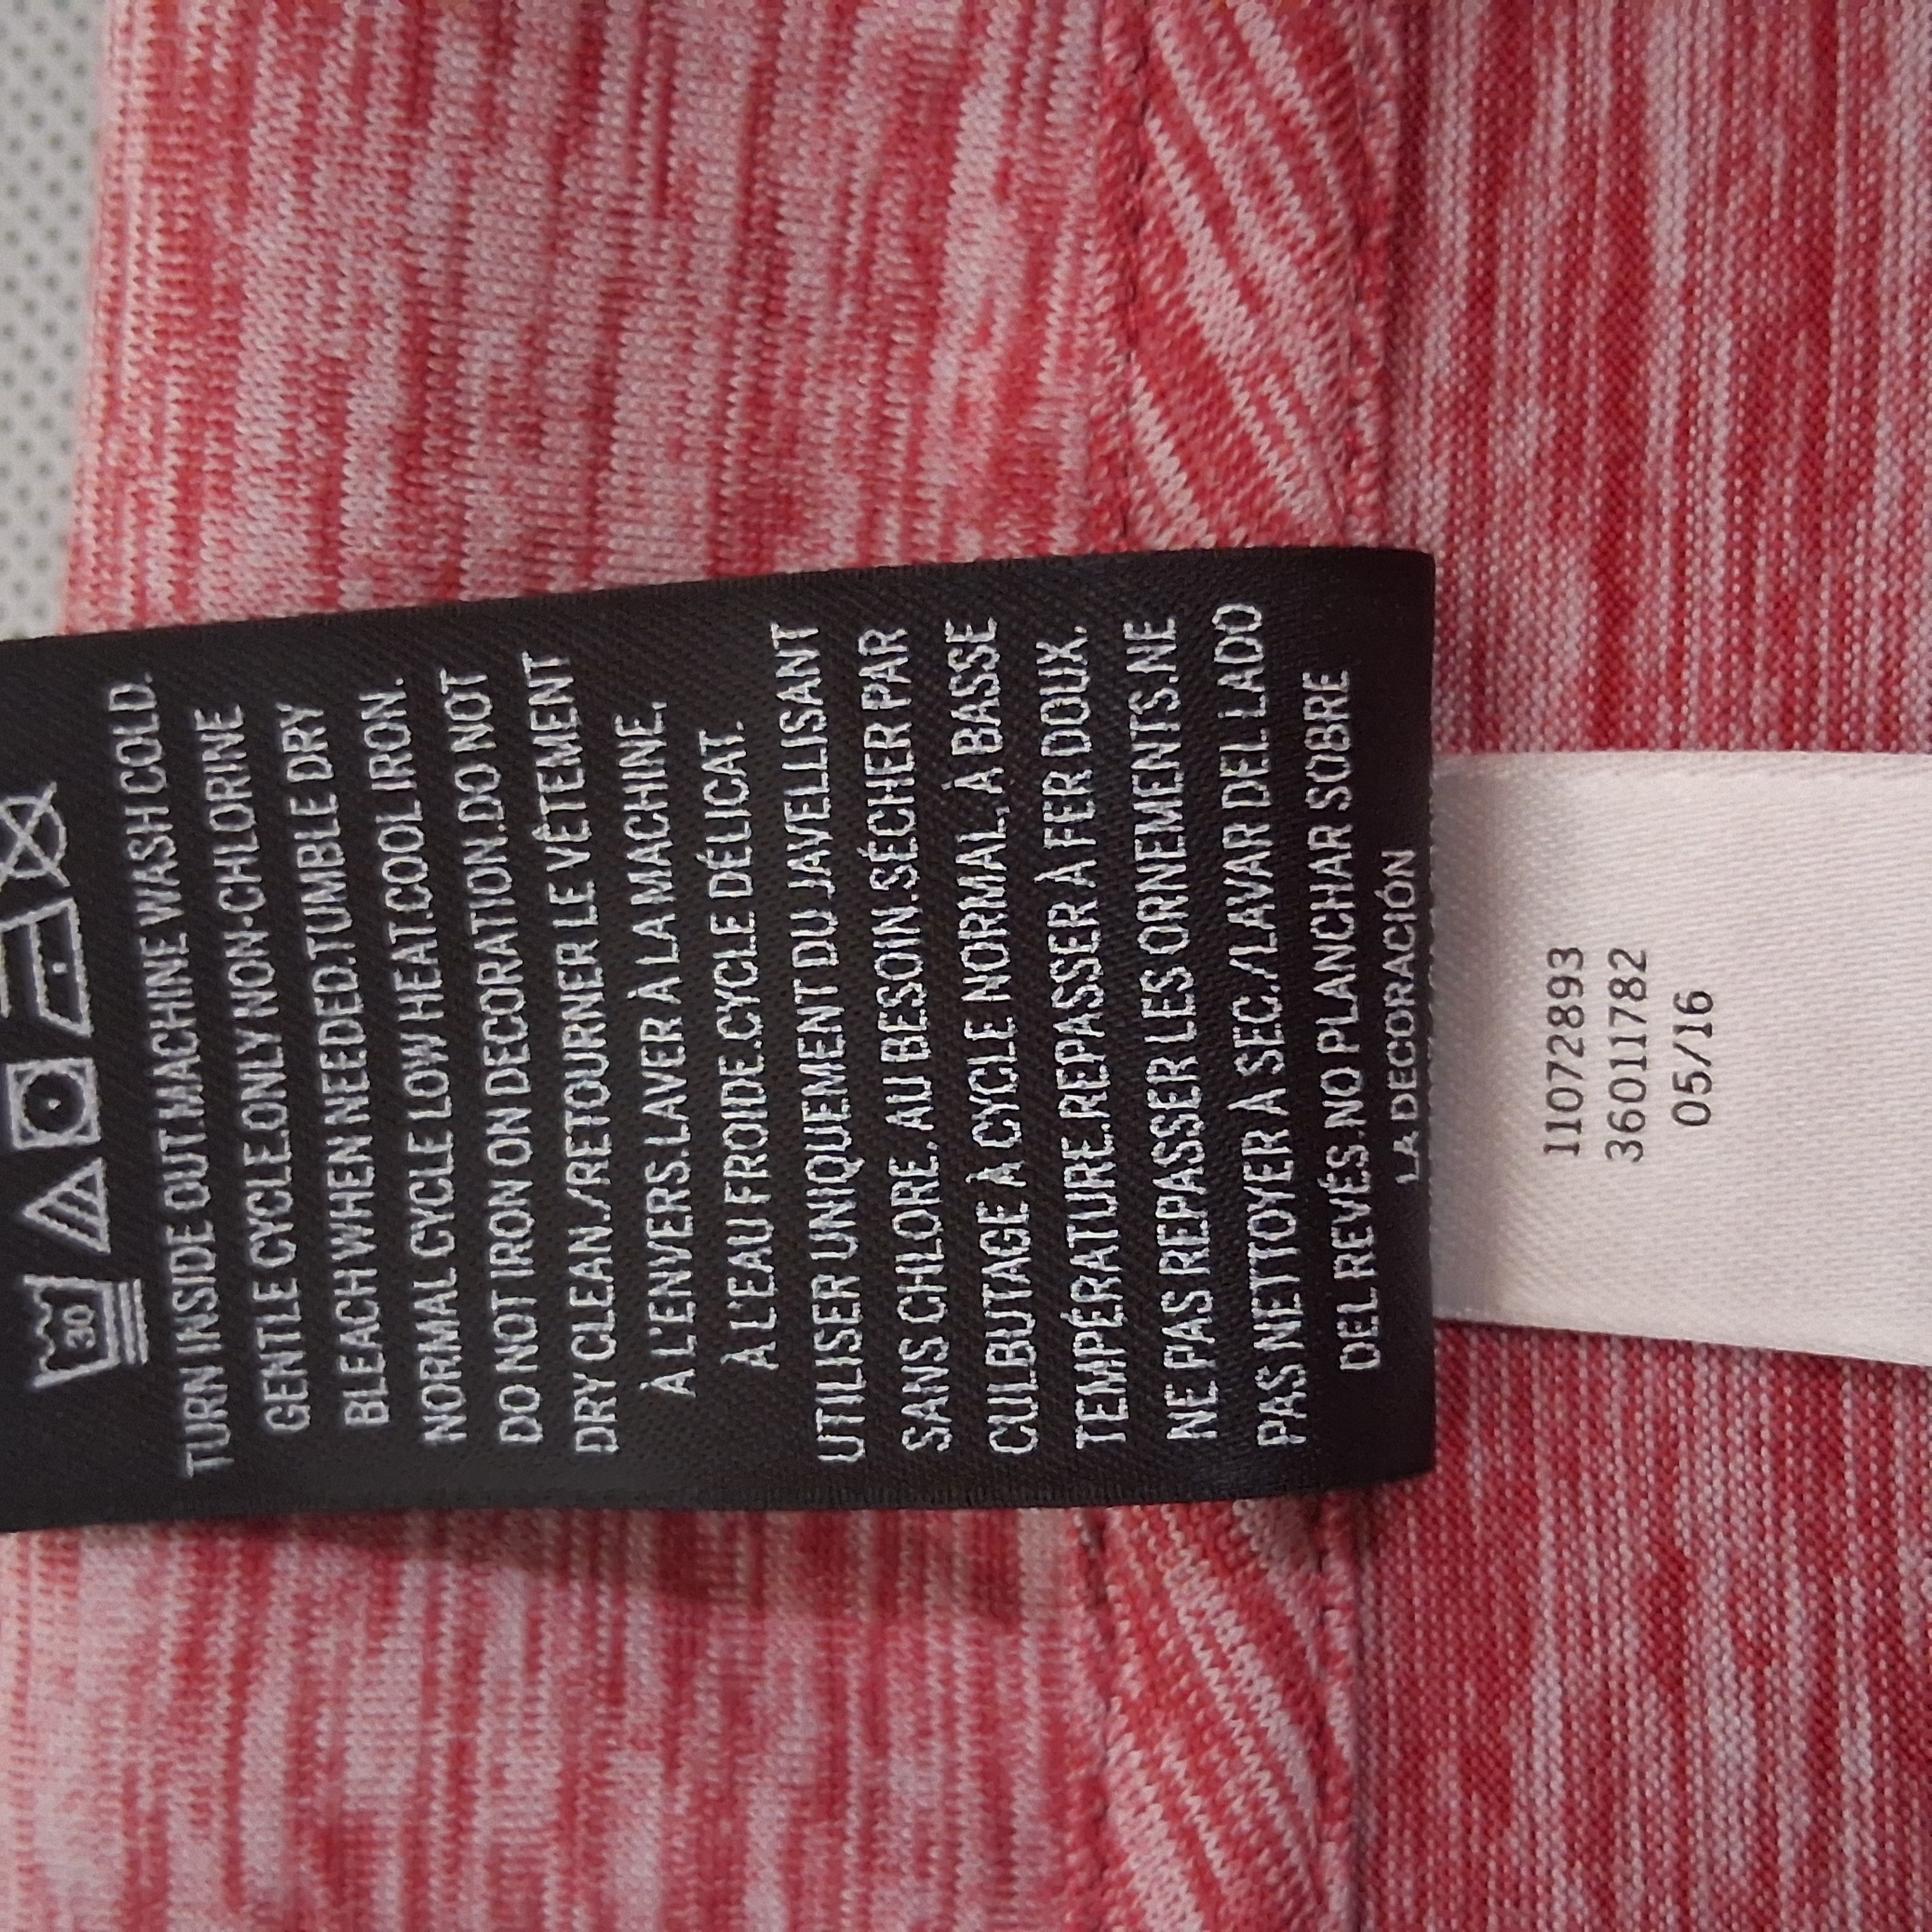 30
TURN INSIDE OUT.MACHINE WASH COLD.
GENTLE CYCLE.ONLY NON-CHLORINE
BLEACH WHEN NEEDED.TUMBLE DRY
NORMAL CYCLE LOW HEAT.COOL IRON.
DO NOT IRON ON DECORATION.DO NOT
DRY CLEAN./RETOURNER LE VÊTEMENT
À L'ENVERS.LAVER À LA MACHINE,
À L'EAU FROIDE.CYCLE DÉLICAT.
UTILISER UNIQUEMENT DU JAVELLISANT
SANS CHLORE, AU BESOIN.SÉCHER PAR
CULBUTAGE À CYCLE NORMAL,À BASSE
TEMPÉRATURE.REPASSER À FER DOUX.
NE PAS REPASSER LES ORNEMENTS.NE
PAS NETTOYER À SEC./LAVAR DEL LADO
DEL REVÉS.NO PLANCHAR SOBRE
LA DECORACIÓN
11072893
36011782
05/16